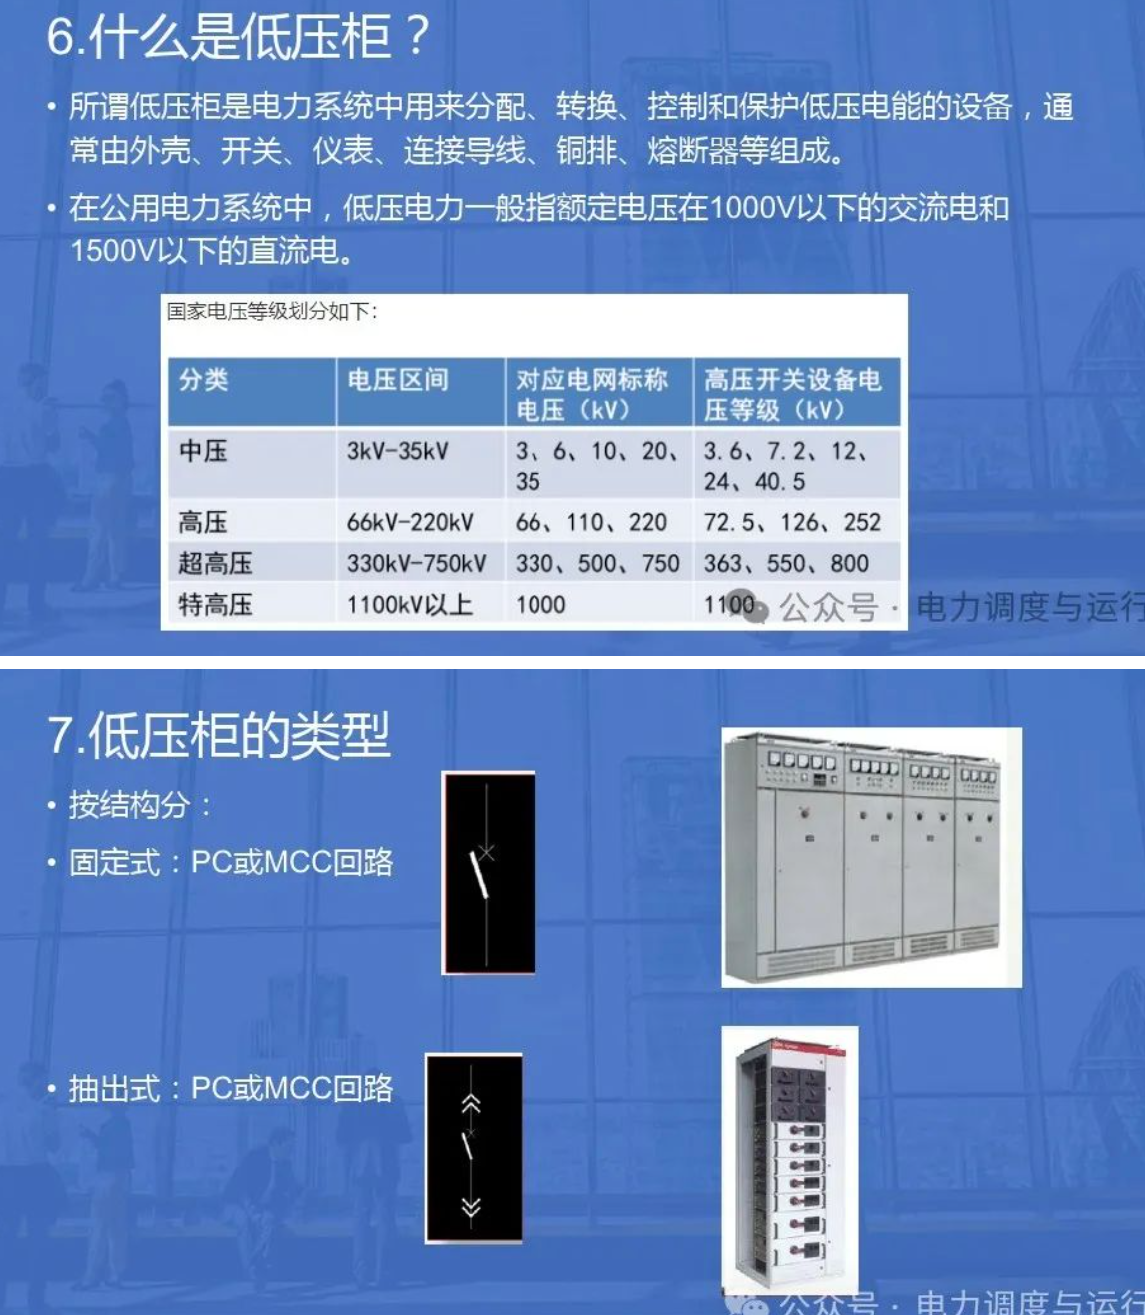 6.什么是低压柜？
• 所谓低压柜是电力系统中用来分配、转换、控制和保护低压电能的设备，通
常由外壳、开关、仪表、连接导线、铜排、熔断器等组成。
• 在公用电力系统中，低压电力一般指额定电压在1000V以下的交流电和
1500V以下的直流电。
国家电压等级划分如下：
分类 电压区间 对应电网标称 高压开关设备电
电压（kV） 压等级（kV）
中压 3kV-35kV 3、6、10、20、 3.6、7.2、12、
35 24、40.5
高压 66kV-220kV 66、110、220 72.5、126、252
超高压 330kV-750kV 330、500、750 363、550、800
特高压 1100kV以上 1000 1100
公众号 · 电力调度与运行
7.低压柜的类型
• 按结构分：
• 固定式：PC或MCC回路
• 抽出式：PC或MCC回路
公众号 · 电力调度与运行